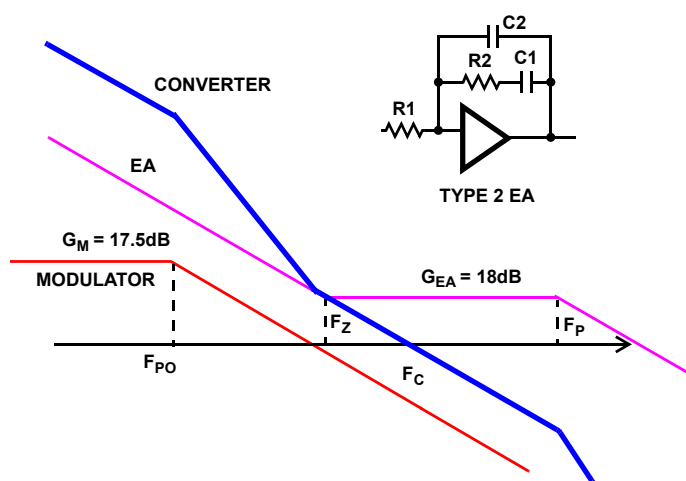 C2
R2
C1
R1
TYPE 2 EA
CONVERTER
EA
G_M = 17.5dB
MODULATOR
G_EA = 18dB
F_Z
F_P
F_PO
F_C